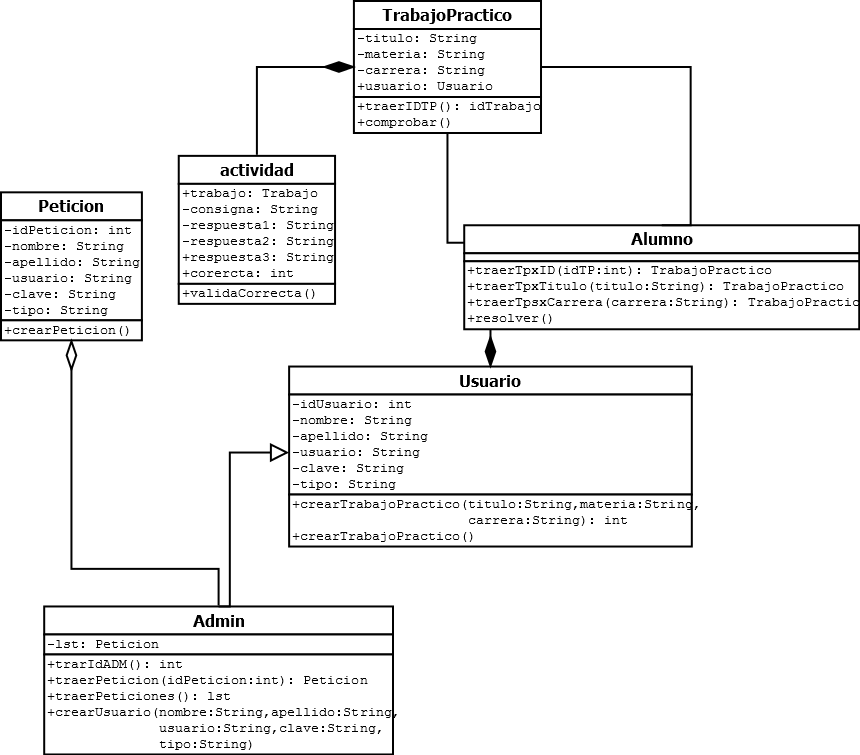 TrabajoPractico
-titulo: String
-materia: String
-carrera: String
+usuario: Usuario
+traerIDTP(): idTrabajo
+comprobar()
actividad
+trabajo: Trabajo
-consigna: String
-respuesta1: String
-respuesta2: String
+respuesta3: String
+corercta: int
+validaCorrecta()
Peticion
-idPeticion: int
-nombre: String
-apellido: String
-usuario: String
-clave: String
-tipo: String
+crearPeticion()
Alumno
+traerTpxID(idTP:int): TrabajoPractico
+traerTpxTitulo(titulo:String): TrabajoPractico
+traerTpsxCarrera(carrera:String): TrabajoPractic
+resolver()
Usuario
-idUsuario: int
-nombre: String
-apellido: String
-usuario: String
-clave: String
-tipo: String
+crearTrabajoPractico(titulo:String,materia:String,
carrera:String): int
+crearTrabajoPractico()
Admin
-lst: Peticion
+trarIdADM(): int
+traerPeticion(idPeticion:int): Peticion
+traerPeticiones(): lst
+crearUsuario(nombre:String,apellido:String,
usuario:String,clave:String,
tipo:String)